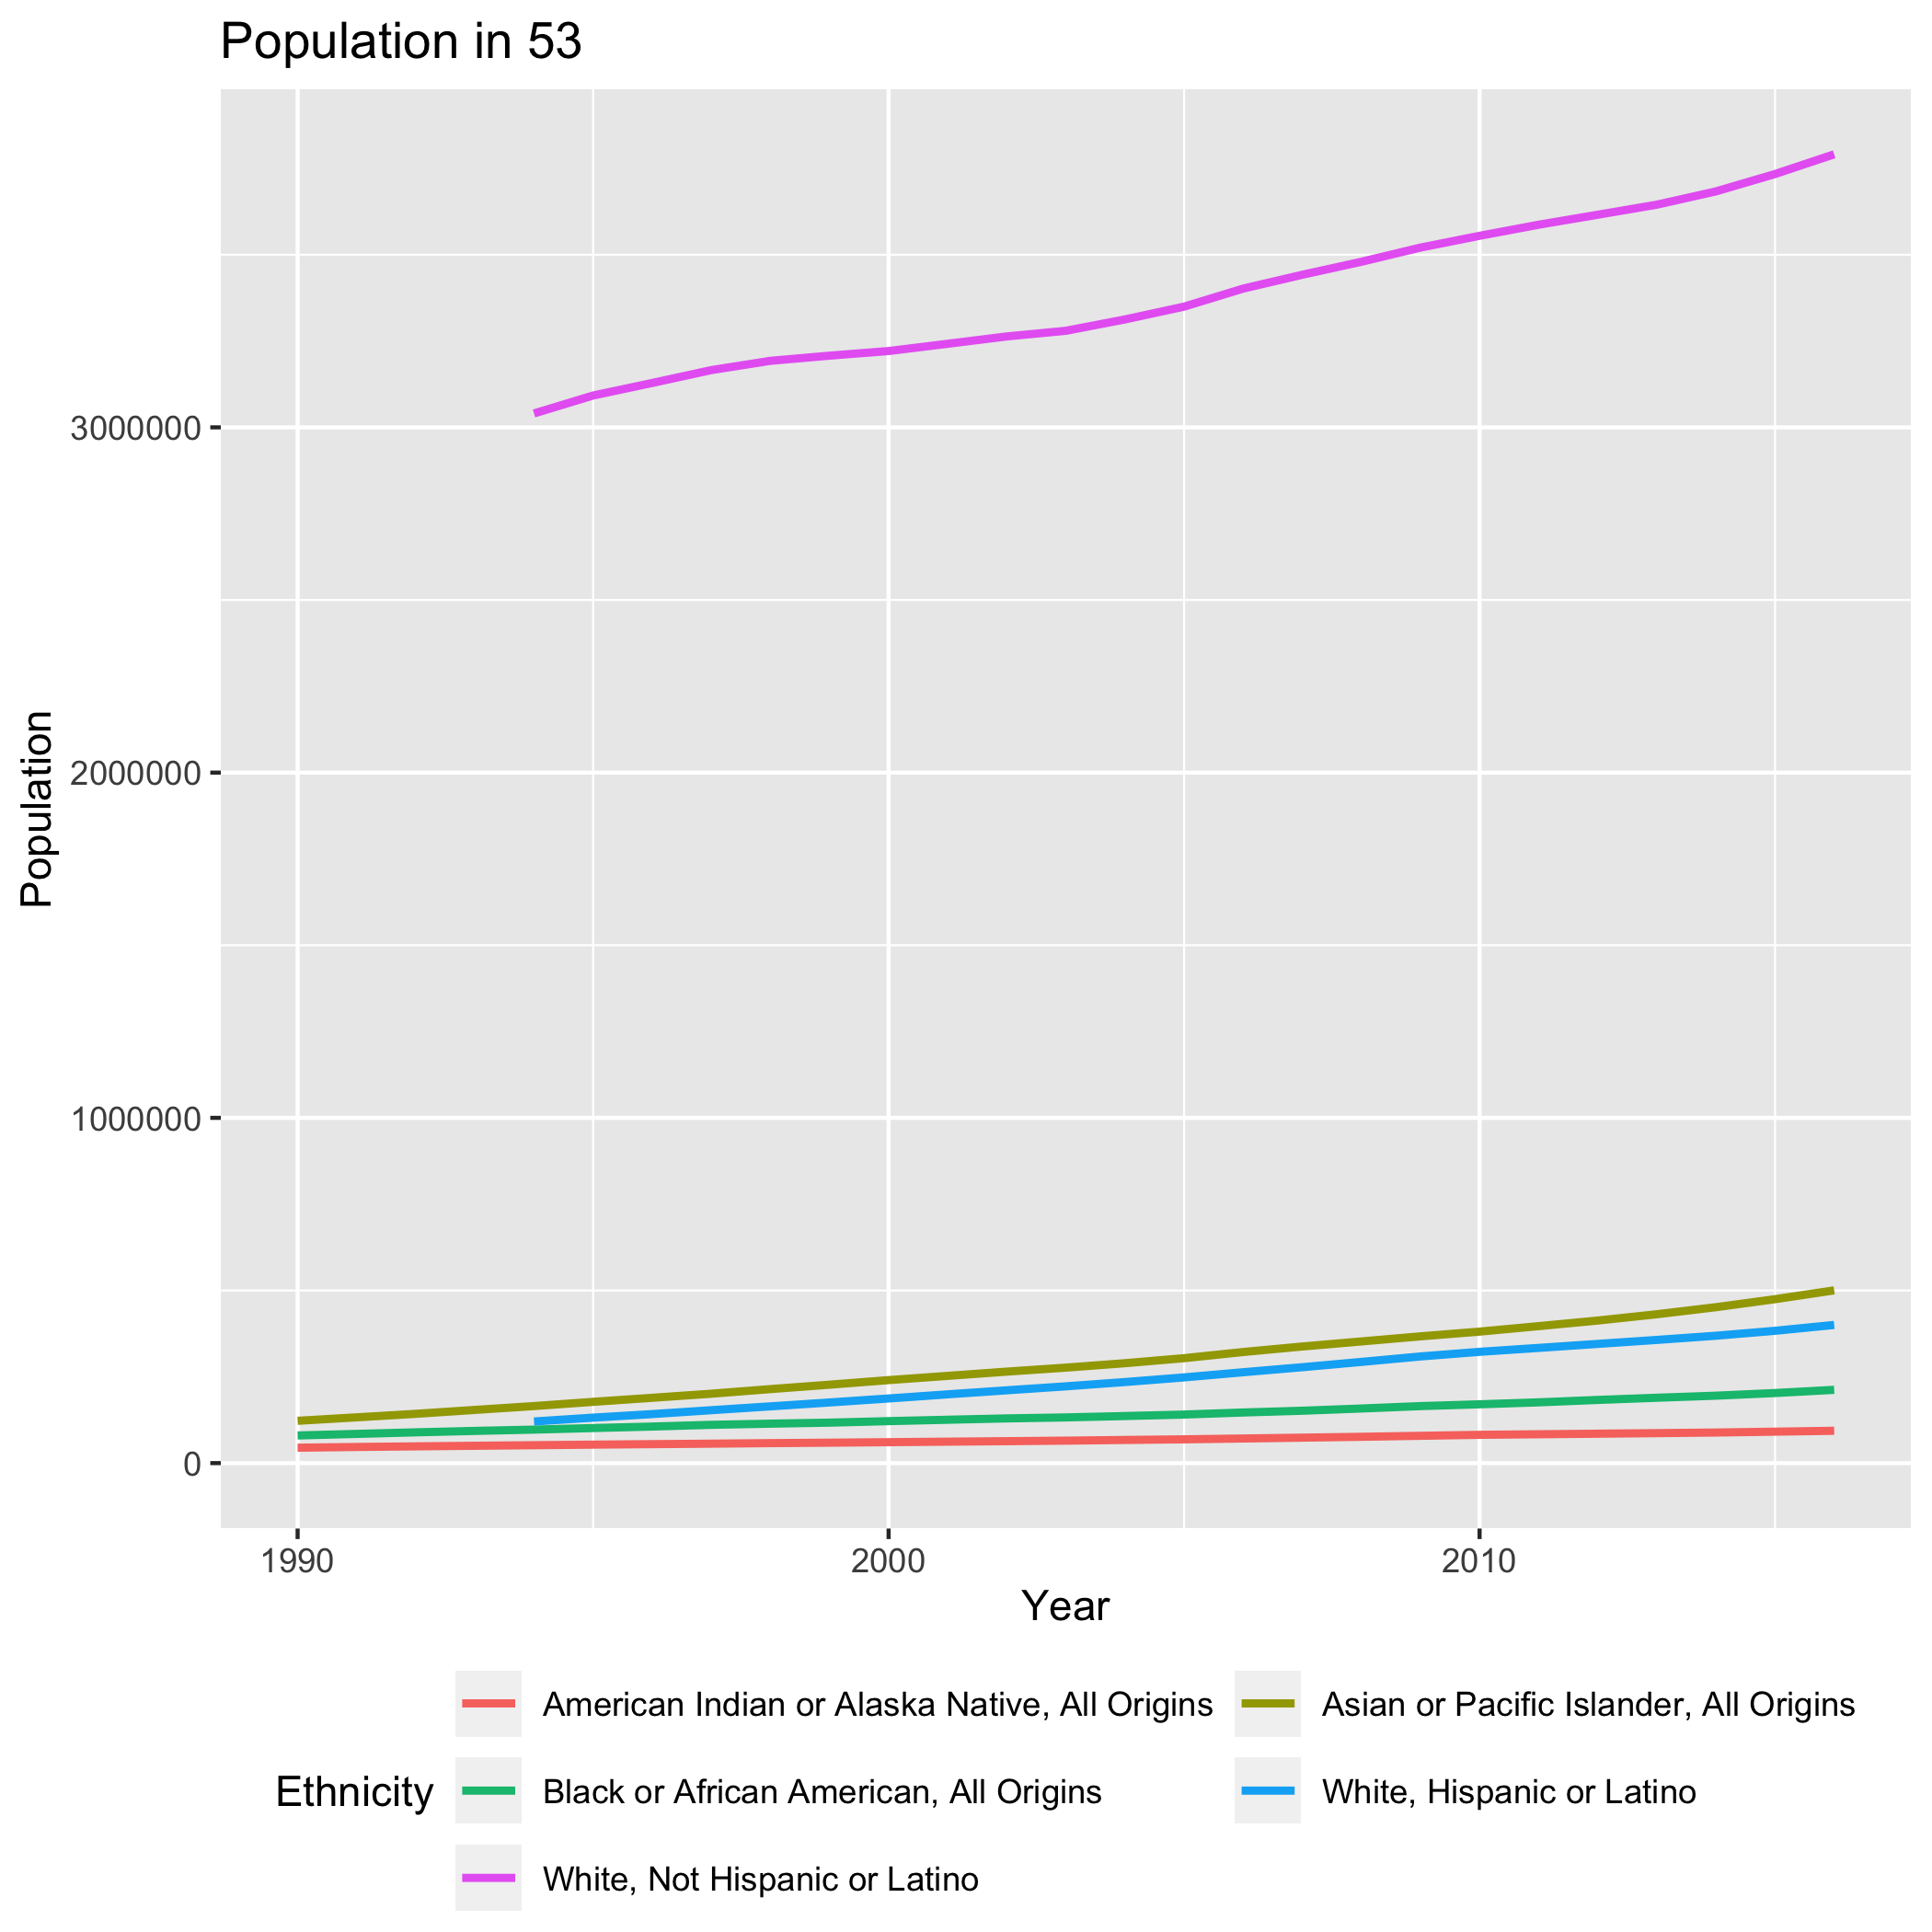 Population in 53
Population
3000000
2000000
1000000
0
1990
2000
2010
Year
Ethnicity
American Indian or Alaska Native, All Origins
Asian or Pacific Islander, All Origins
Black or African American, All Origins
White, Hispanic or Latino
White, Not Hispanic or Latino